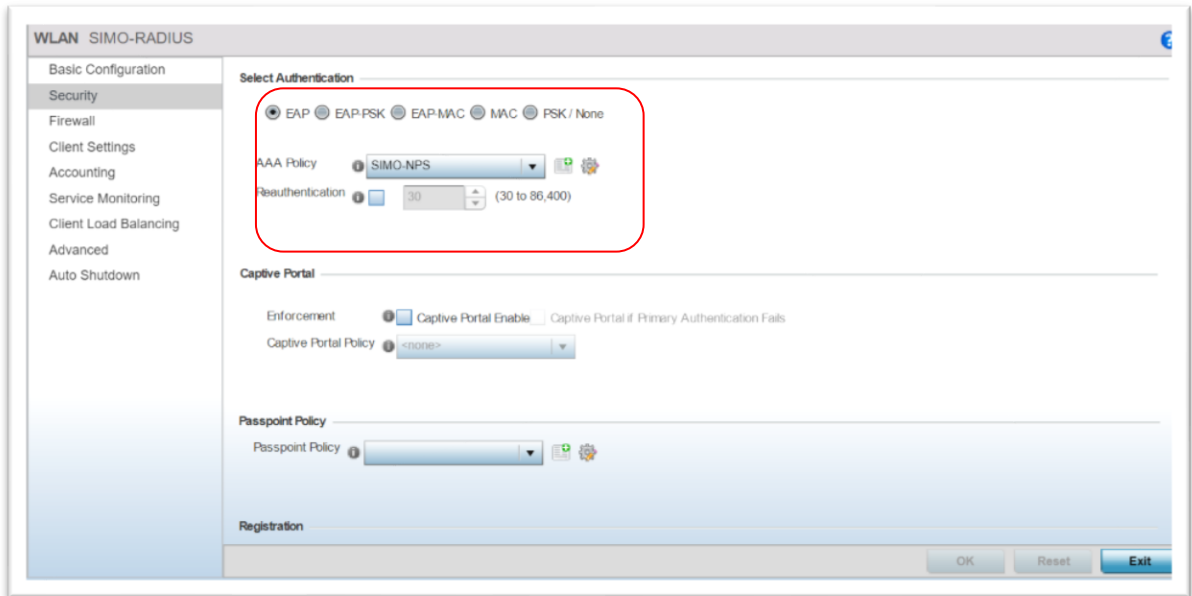 WLAN SIMO-RADIUS
?
Basic Configuration
Security
Firewall
Client Settings
Accounting
Service Monitoring
Client Load Balancing
Advanced
Auto Shutdown
Select Authentication
EAP EAP-PSK EAP-MAC MAC PSK / None
AAA Policy SIMO-NPS
Reauthentication 30 (30 to 86,400)
Captive Portal
Enforcement Captive Portal Enable Captive Portal if Primary Authentication Fails
Captive Portal Policy <none>
Passpoint Policy
Passpoint Policy
Registration
OK Reset Exit